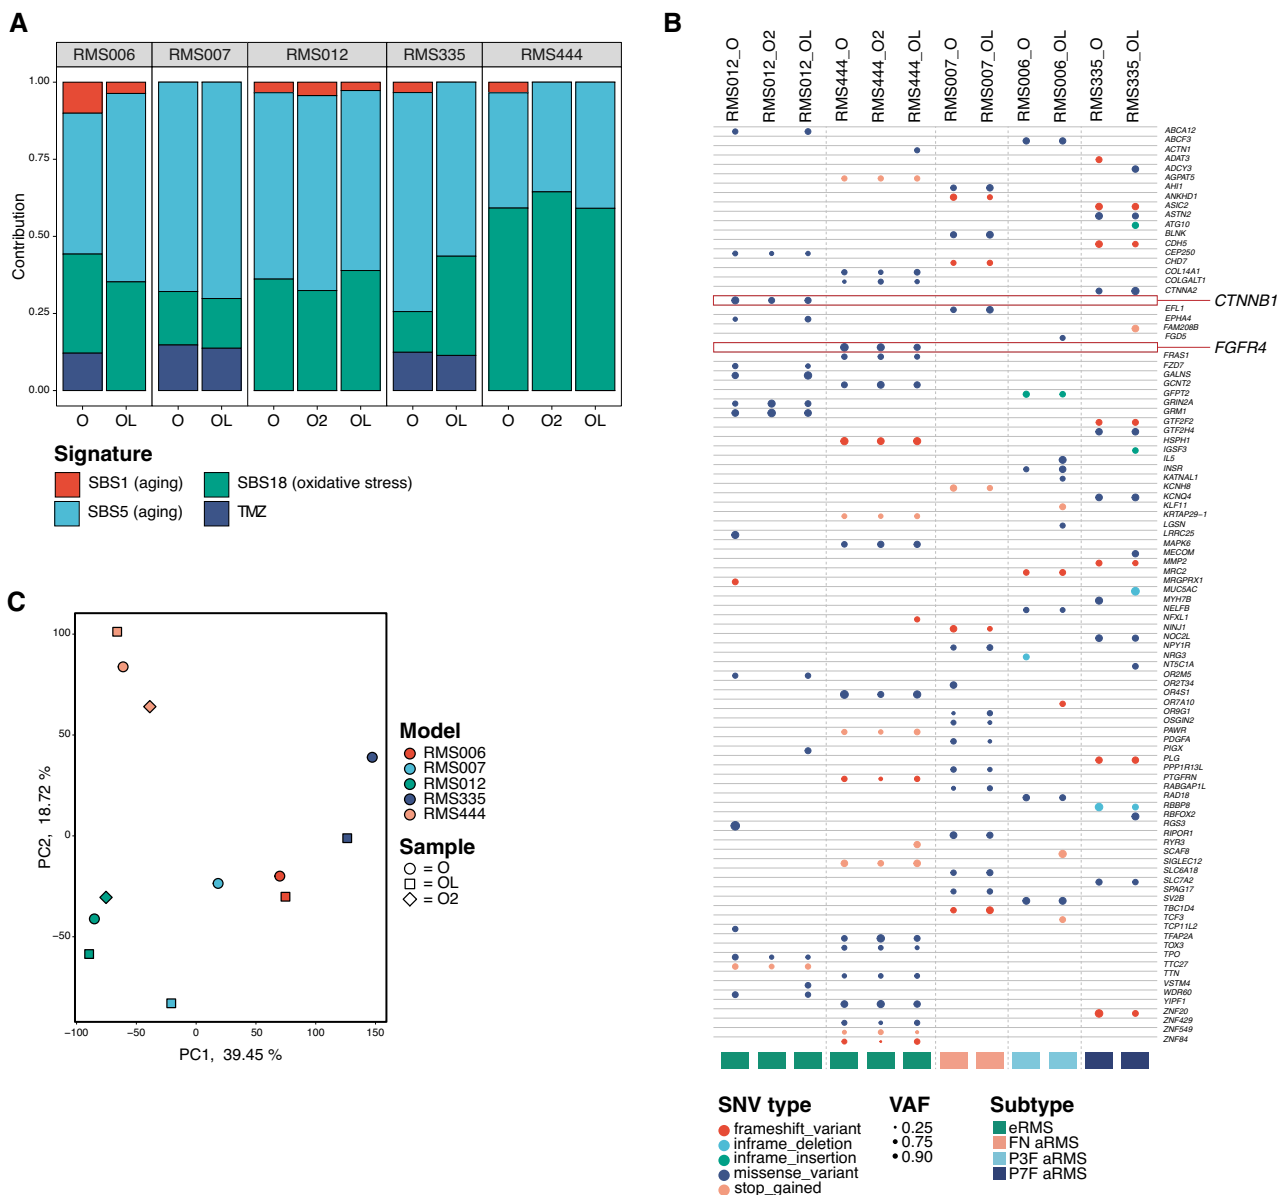 A
RMS006
RMS007
RMS012
RMS335
RMS444
1.00
0.75
0.50
0.25
0.00
Contribution
O
OL
O
OL
O
O2
OL
O
OL
O
O2
OL
Signature
SBS1 (aging)
SBS18 (oxidative stress)
SBS5 (aging)
TMZ
B
RMS012_O
RMS012_O2
RMS012_OL
RMS444_O
RMS444_O2
RMS444_OL
RMS007_O
RMS007_OL
RMS006_O
RMS006_OL
RMS335_O
RMS335_OL
ABCA12
ABCF3
ACTN1
ADAT3
ADCY3
AGPAT5
AHI1
ANKHD1
ASIC2
ASTN2
ATG10
BLNK
CDH5
CEP250
CHD7
COL14A1
COLGALT1
CTNNA2
CTNNB1
EFL1
EPHA4
FAM208B
FGD5
FGFR4
FRAS1
FZD7
GALNS
GCNT2
GFPT2
GRIN2A
GRM1
GTF2F2
GTF2H4
HSPH1
IGSF3
IL5
INSR
KATNAL1
KCNH8
KCNQ4
KLF11
KRTAP29-1
LGSN
LRRC25
MAPK6
MECOM
MMP2
MRC2
MRGPRX1
MUC5AC
MYH7B
NELFB
NFXL1
NINJ1
NOC2L
NPY1R
NRG3
NT5C1A
OR2M5
OR2T34
OR4S1
OR7A10
OR9G1
OSGIN2
PAWR
PDGFA
PIGX
PLG
PPP1R13L
PTGFRN
RABGAP1L
RAD18
RBBP8
RBFOX2
RGS3
RIPOR1
RYR3
SCAF8
SIGLEC12
SLC6A18
SLC7A2
SPAG17
SV2B
TBC1D4
TCF3
TCP11L2
TFAP2A
TOX3
TPO
TTC27
TTN
VSTM4
WDR60
YIPF1
ZNF20
ZNF429
ZNF549
ZNF84
SNV type
frameshift_variant
inframe_deletion
inframe_insertion
missense_variant
stop_gained
VAF
0.25
0.75
0.90
Subtype
eRMS
FN aRMS
P3F aRMS
P7F aRMS
C
100
50
0
−50
PC2, 18.72 %
−100
−50
0
50
100
150
PC1, 39.45 %
Model
RMS006
RMS007
RMS012
RMS335
RMS444
Sample
= O
= OL
= O2